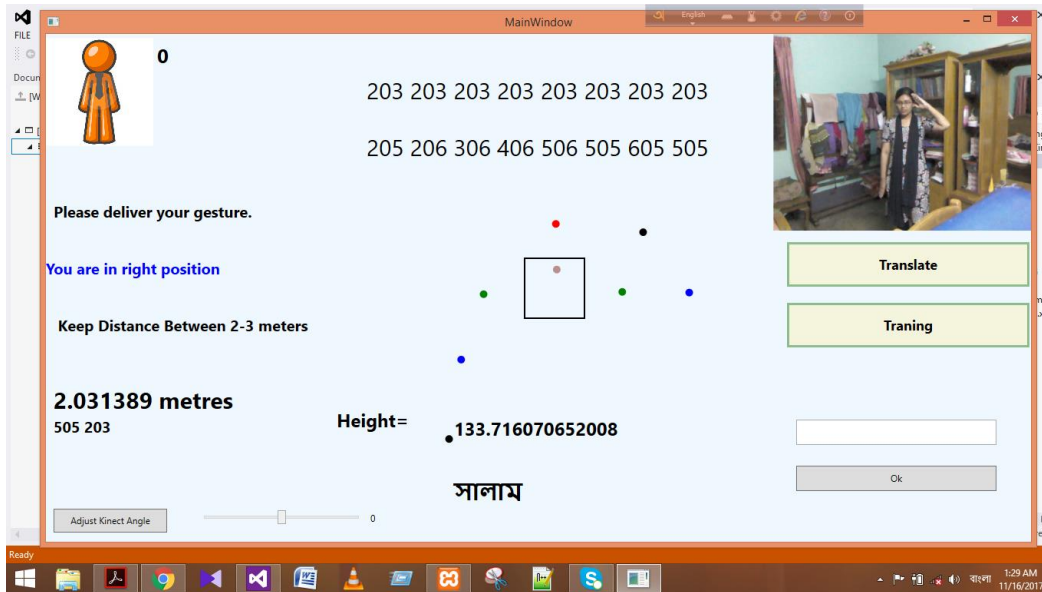 MainWindow
English
FILE
0
203 203 203 203 203 203 203 203
205 206 306 406 506 505 605 505
Please deliver your gesture.
You are in right position
Keep Distance Between 2-3 meters
Translate
Traning
2.031389 metres
505 203
Height=
133.716070652008
সালাম
Ok
Adjust Kinect Angle
0
Ready
বাংলা
1:29 AM
11/16/2017